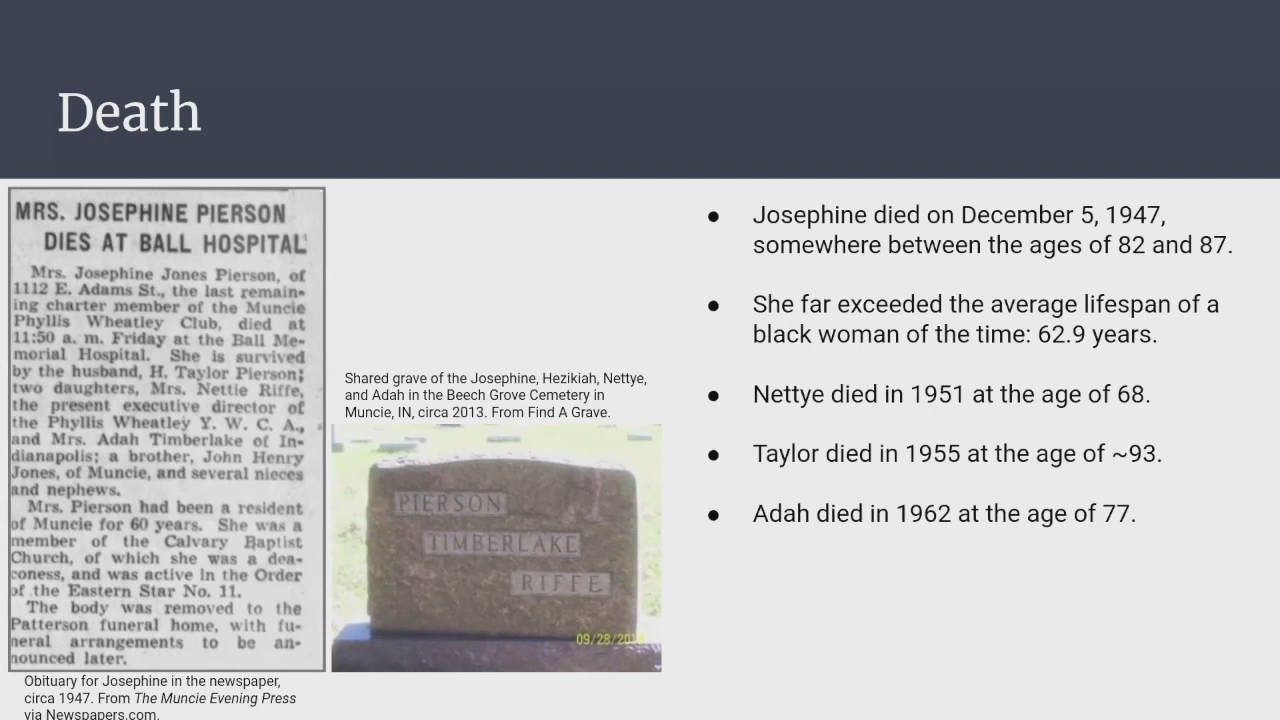 Death
MRS. JOSEPHINE PIERSON
DIES AT BALL HOSPITAL
Mrs. Josephine Jones Pierson, of
1112 E. Adams St., the last remain-
ing charter member of the Muncie
Phyllis Wheatley Club, died at
11:50 a. m. Friday at the Ball Me-
morial Hospital. She is survived
by the husband, H. Taylor Pierson;
two daughters, Mrs. Nettie Riffe,
the present executive director of
the Phyllis Wheatley Y. W. C. A.,
and Mrs. Adah Timberlake of In-
dianapolis; a brother, John Henry
Jones, of Muncie, and several nieces
and nephews.
Mrs. Pierson had been a resident
of Muncie for 60 years. She was a
member of the Calvary Baptist
Church, of which she was a dea-
coness, and was active in the Order
of the Eastern Star No. 11.
The body was removed to the
Patterson funeral home, with fu-
neral arrangements to be an-
nounced later.
Obituary for Josephine in the newspaper,
circa 1947. From The Muncie Evening Press
via Newspapers.com.
Shared grave of the Josephine, Hezikiah, Nettye,
and Adah in the Beech Grove Cemetery in
Muncie, IN, circa 2013. From Find A Grave.
PIERSON
TIMBERLAKE
RIFFE
● Josephine died on December 5, 1947,
somewhere between the ages of 82 and 87.
● She far exceeded the average lifespan of a
black woman of the time: 62.9 years.
● Nettye died in 1951 at the age of 68.
● Taylor died in 1955 at the age of ~93.
● Adah died in 1962 at the age of 77.